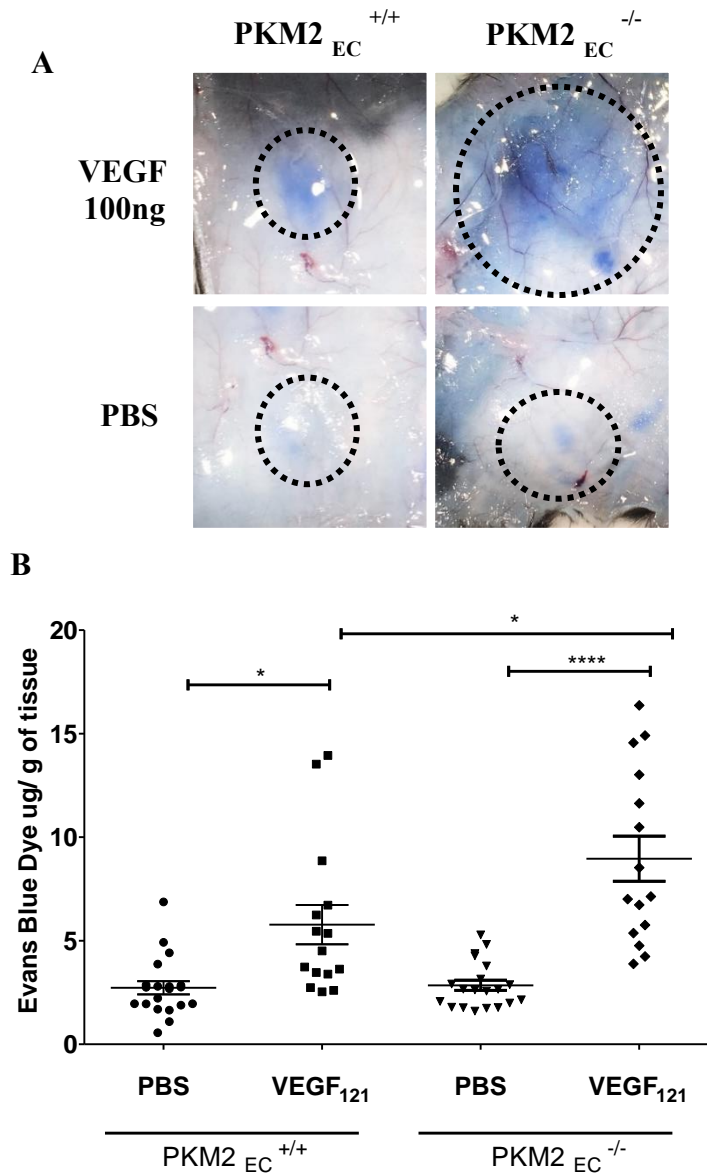 PKM2 EC +/+ PKM2 EC -/-
A
VEGF
100ng
PBS
B
Evans Blue Dye ug/ g of tissue
20
15
10
5
0
*
*
****
PBS VEGF121 PBS VEGF121
PKM2 EC +/+ PKM2 EC -/-